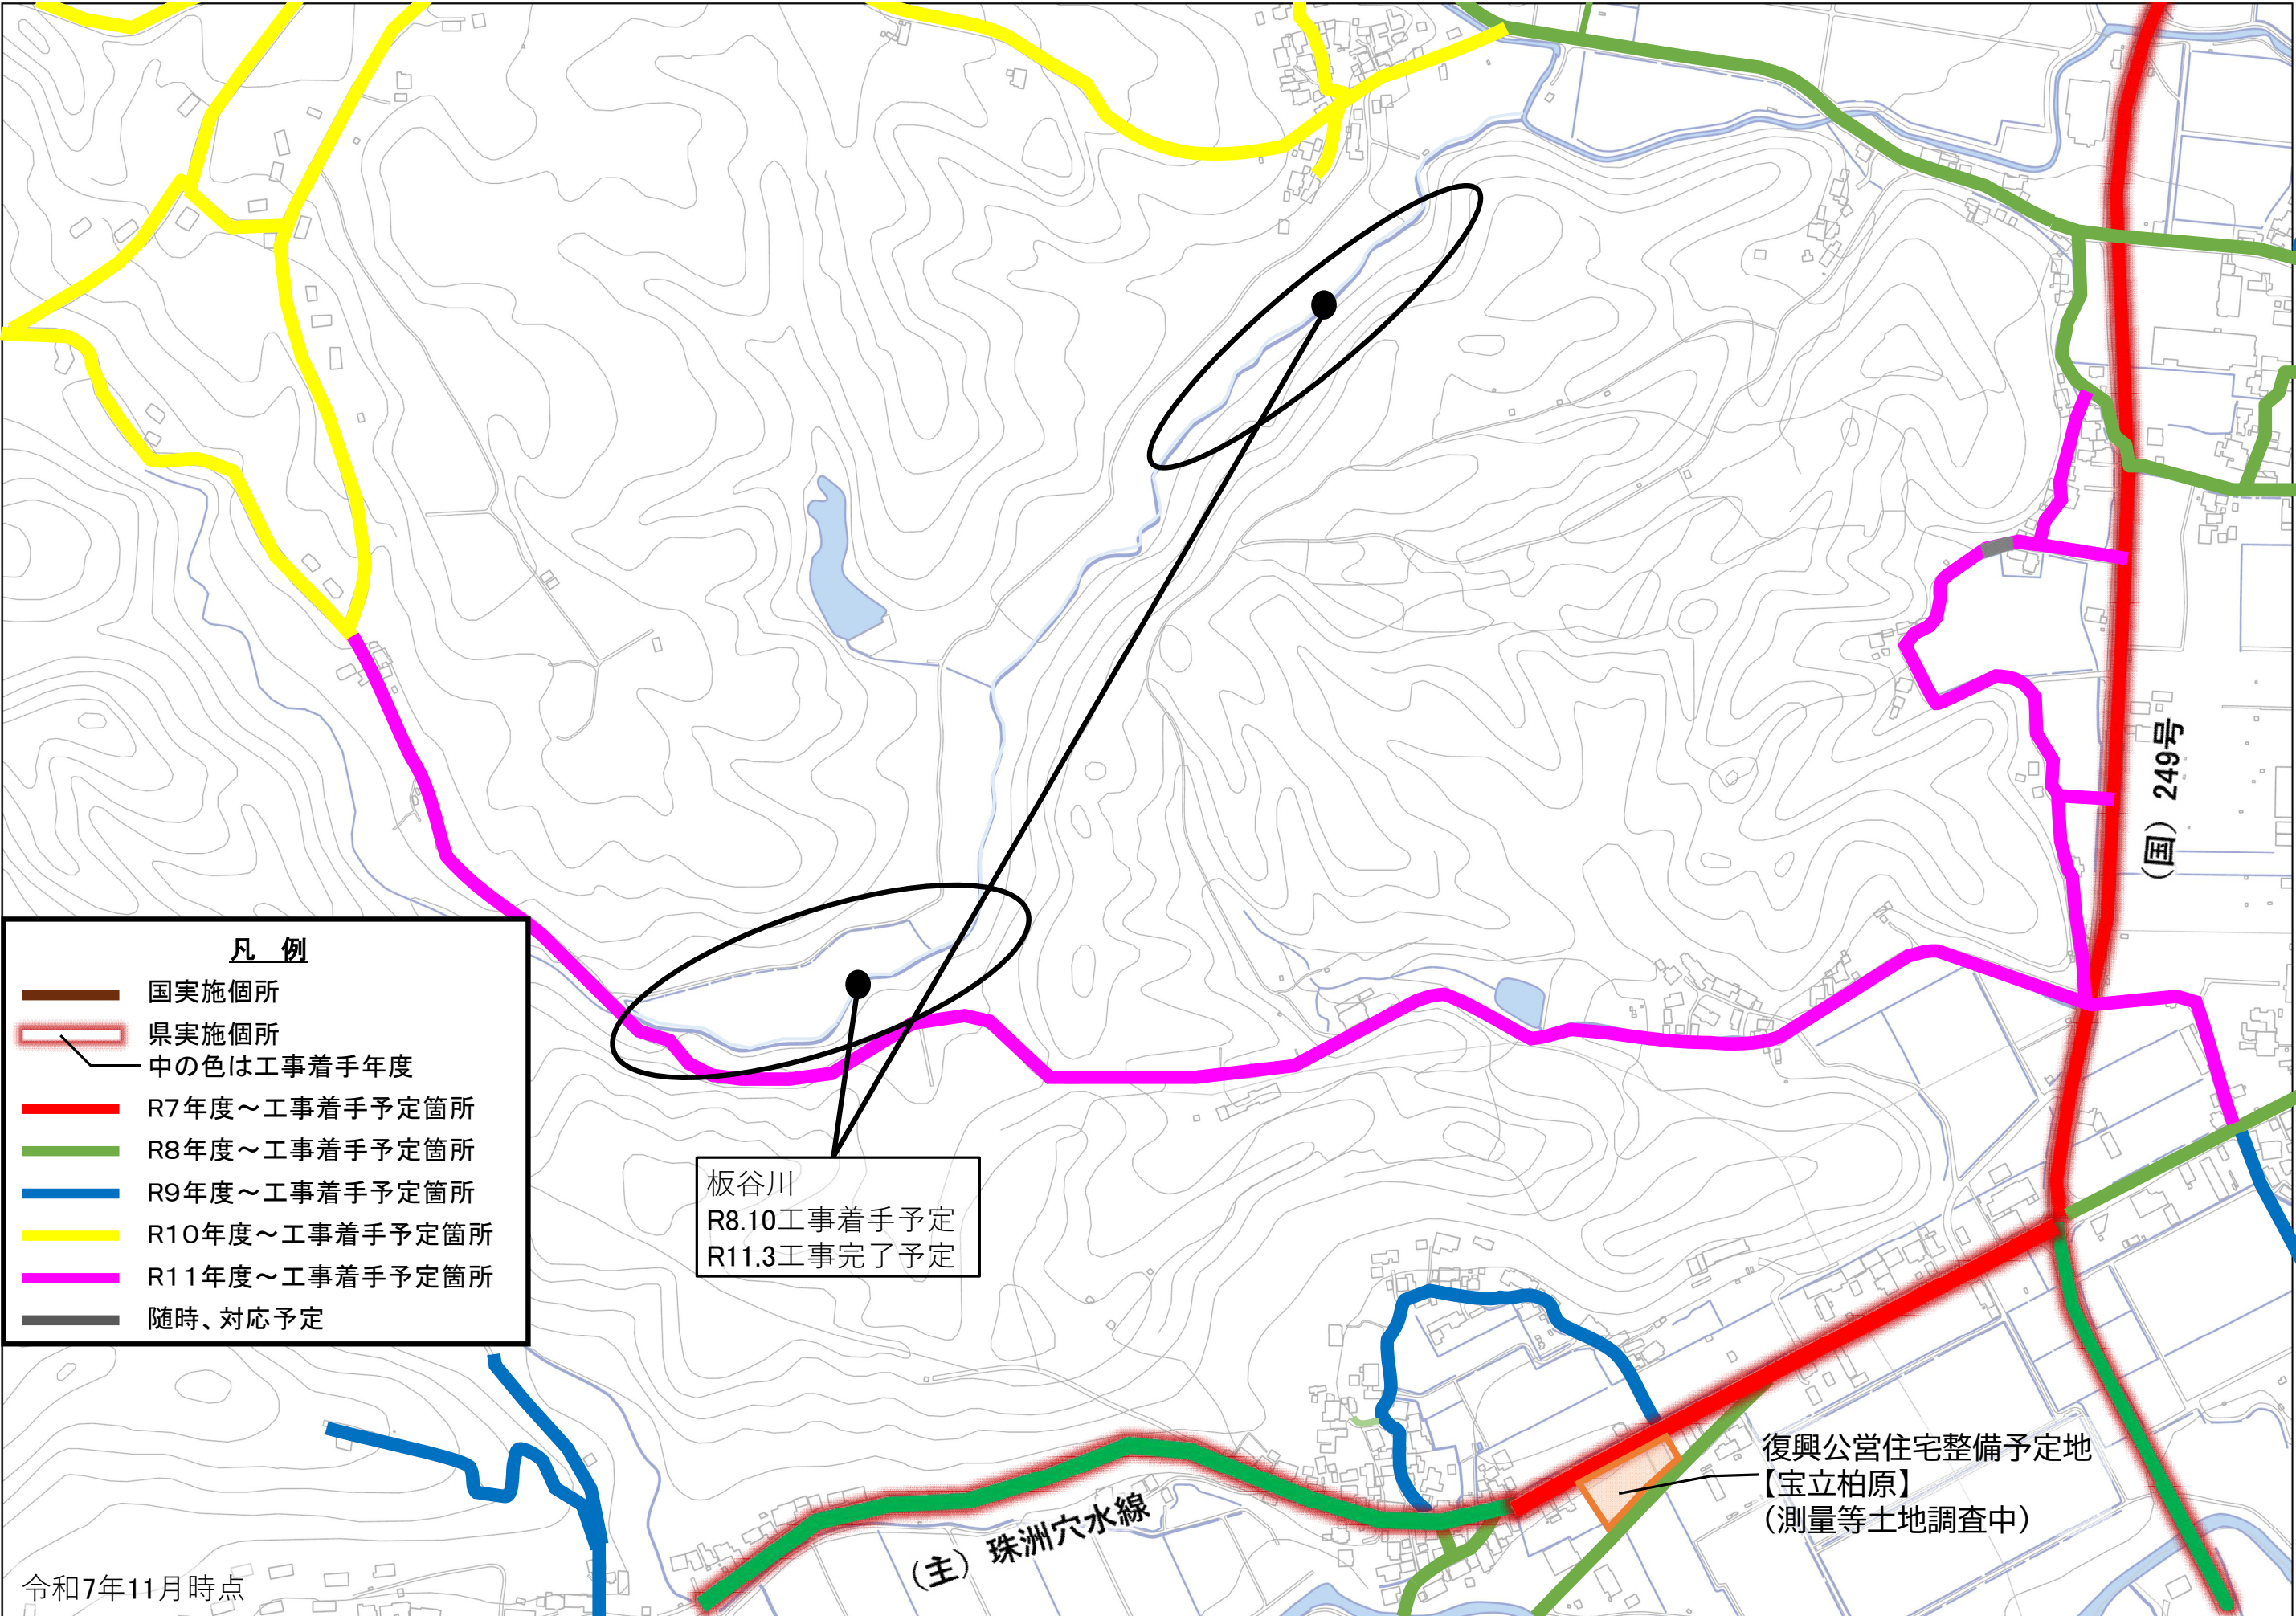 (国) 249号
凡 例
国実施個所
県実施個所
中の色は工事着手年度
R7年度～工事着手予定箇所
R8年度～工事着手予定箇所
R9年度～工事着手予定箇所
R10年度～工事着手予定箇所
R11年度～工事着手予定箇所
随時、対応予定
板谷川
R8.10工事着手予定
R11.3工事完了予定
復興公営住宅整備予定地
【宝立柏原】
(測量等土地調査中)
(主) 珠洲穴水線
令和7年11月時点